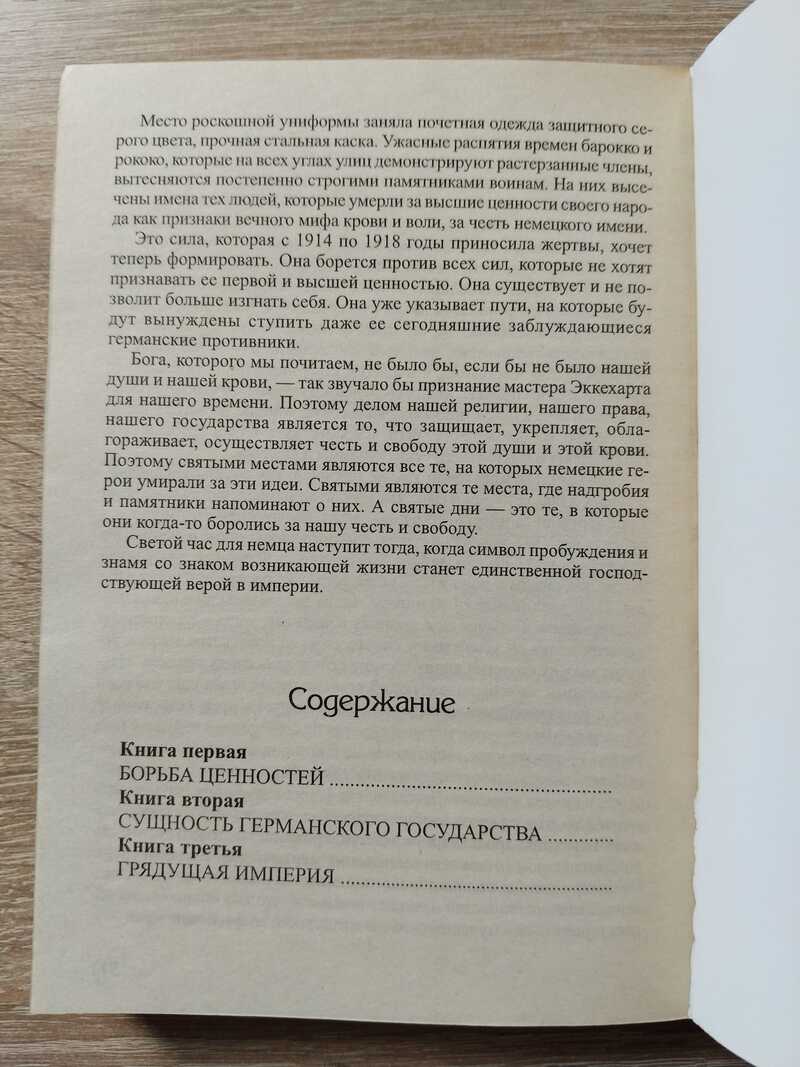 Место роскошной униформы заняла почетная одежда защитного се-
рого цвета, прочная стальная каска. Ужасные распятия времен барокко и
рококо, которые на всех углах улиц демонстрируют растерзанные члены,
вытесняются постепенно строгими памятниками воинам. На них высе-
чены имена тех людей, которые умерли за высшие ценности своего наро-
да как признаки вечного мифа крови и воли, за честь немецкого имени.
Это сила, которая с 1914 по 1918 годы приносила жертвы, хочет
теперь формировать. Она борется против всех сил, которые не хотят
признавать ее первой и высшей ценностью. Она существует и не по-
зволит больше изгнать себя. Она уже указывает пути, на которые бу-
дут вынуждены ступить даже ее сегодняшние заблуждающиеся
германские противники.
Бога, которого мы почитаем, не было бы, если бы не было нашей
души и нашей крови, — так звучало бы признание мастера Эккехарта
для нашего времени. Поэтому делом нашей религии, нашего права,
нашего государства является то, что защищает, укрепляет, обла-
гораживает, осуществляет честь и свободу этой души и этой крови.
Поэтому святыми местами являются все те, на которых немецкие ге-
рои умирали за эти идеи. Святыми являются те места, где надгробия
и памятники напоминают о них. А святые дни — это те, в которые
они когда-то боролись за нашу честь и свободу.
Светой час для немца наступит тогда, когда символ пробуждения и
знамя со знаком возникающей жизни станет единственной господ-
ствующей верой в империи.
Содержание
Книга первая
БОРЬБА ЦЕННОСТЕЙ
Книга вторая
СУЩНОСТЬ ГЕРМАНСКОГО ГОСУДАРСТВА
Книга третья
ГРЯДУЩАЯ ИМПЕРИЯ